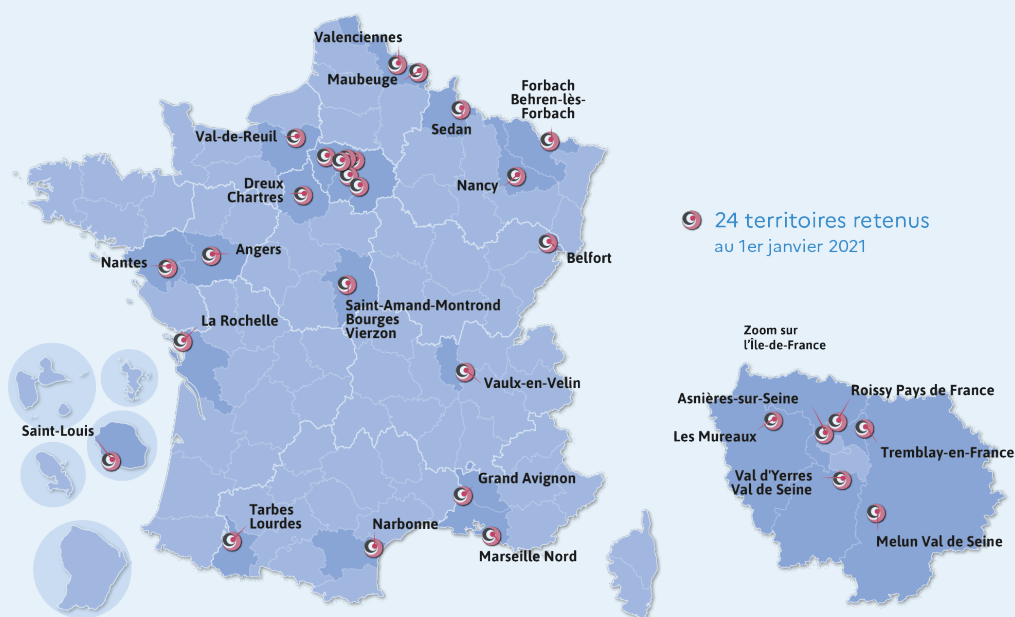 Valenciennes
Maubeuge
Forbach
Behren-lès-
Forbach
Sedan
Val-de-Reuil
Dreux
Chartres
Nancy
24 territoires retenus
au 1er janvier 2021
Angers
Nantes
Belfort
Saint-Amand-Montrond
Bourges
Vierzon
La Rochelle
Zoom sur
l'Île-de-France
Vaulx-en-Velin
Roissy Pays de France
Asnières-sur-Seine
Saint-Louis
Les Mureaux
Tremblay-en-France
Grand Avignon
Val d'Yerres
Val de Seine
Tarbes
Lourdes
Narbonne
Melun Val de Seine
Marseille Nord